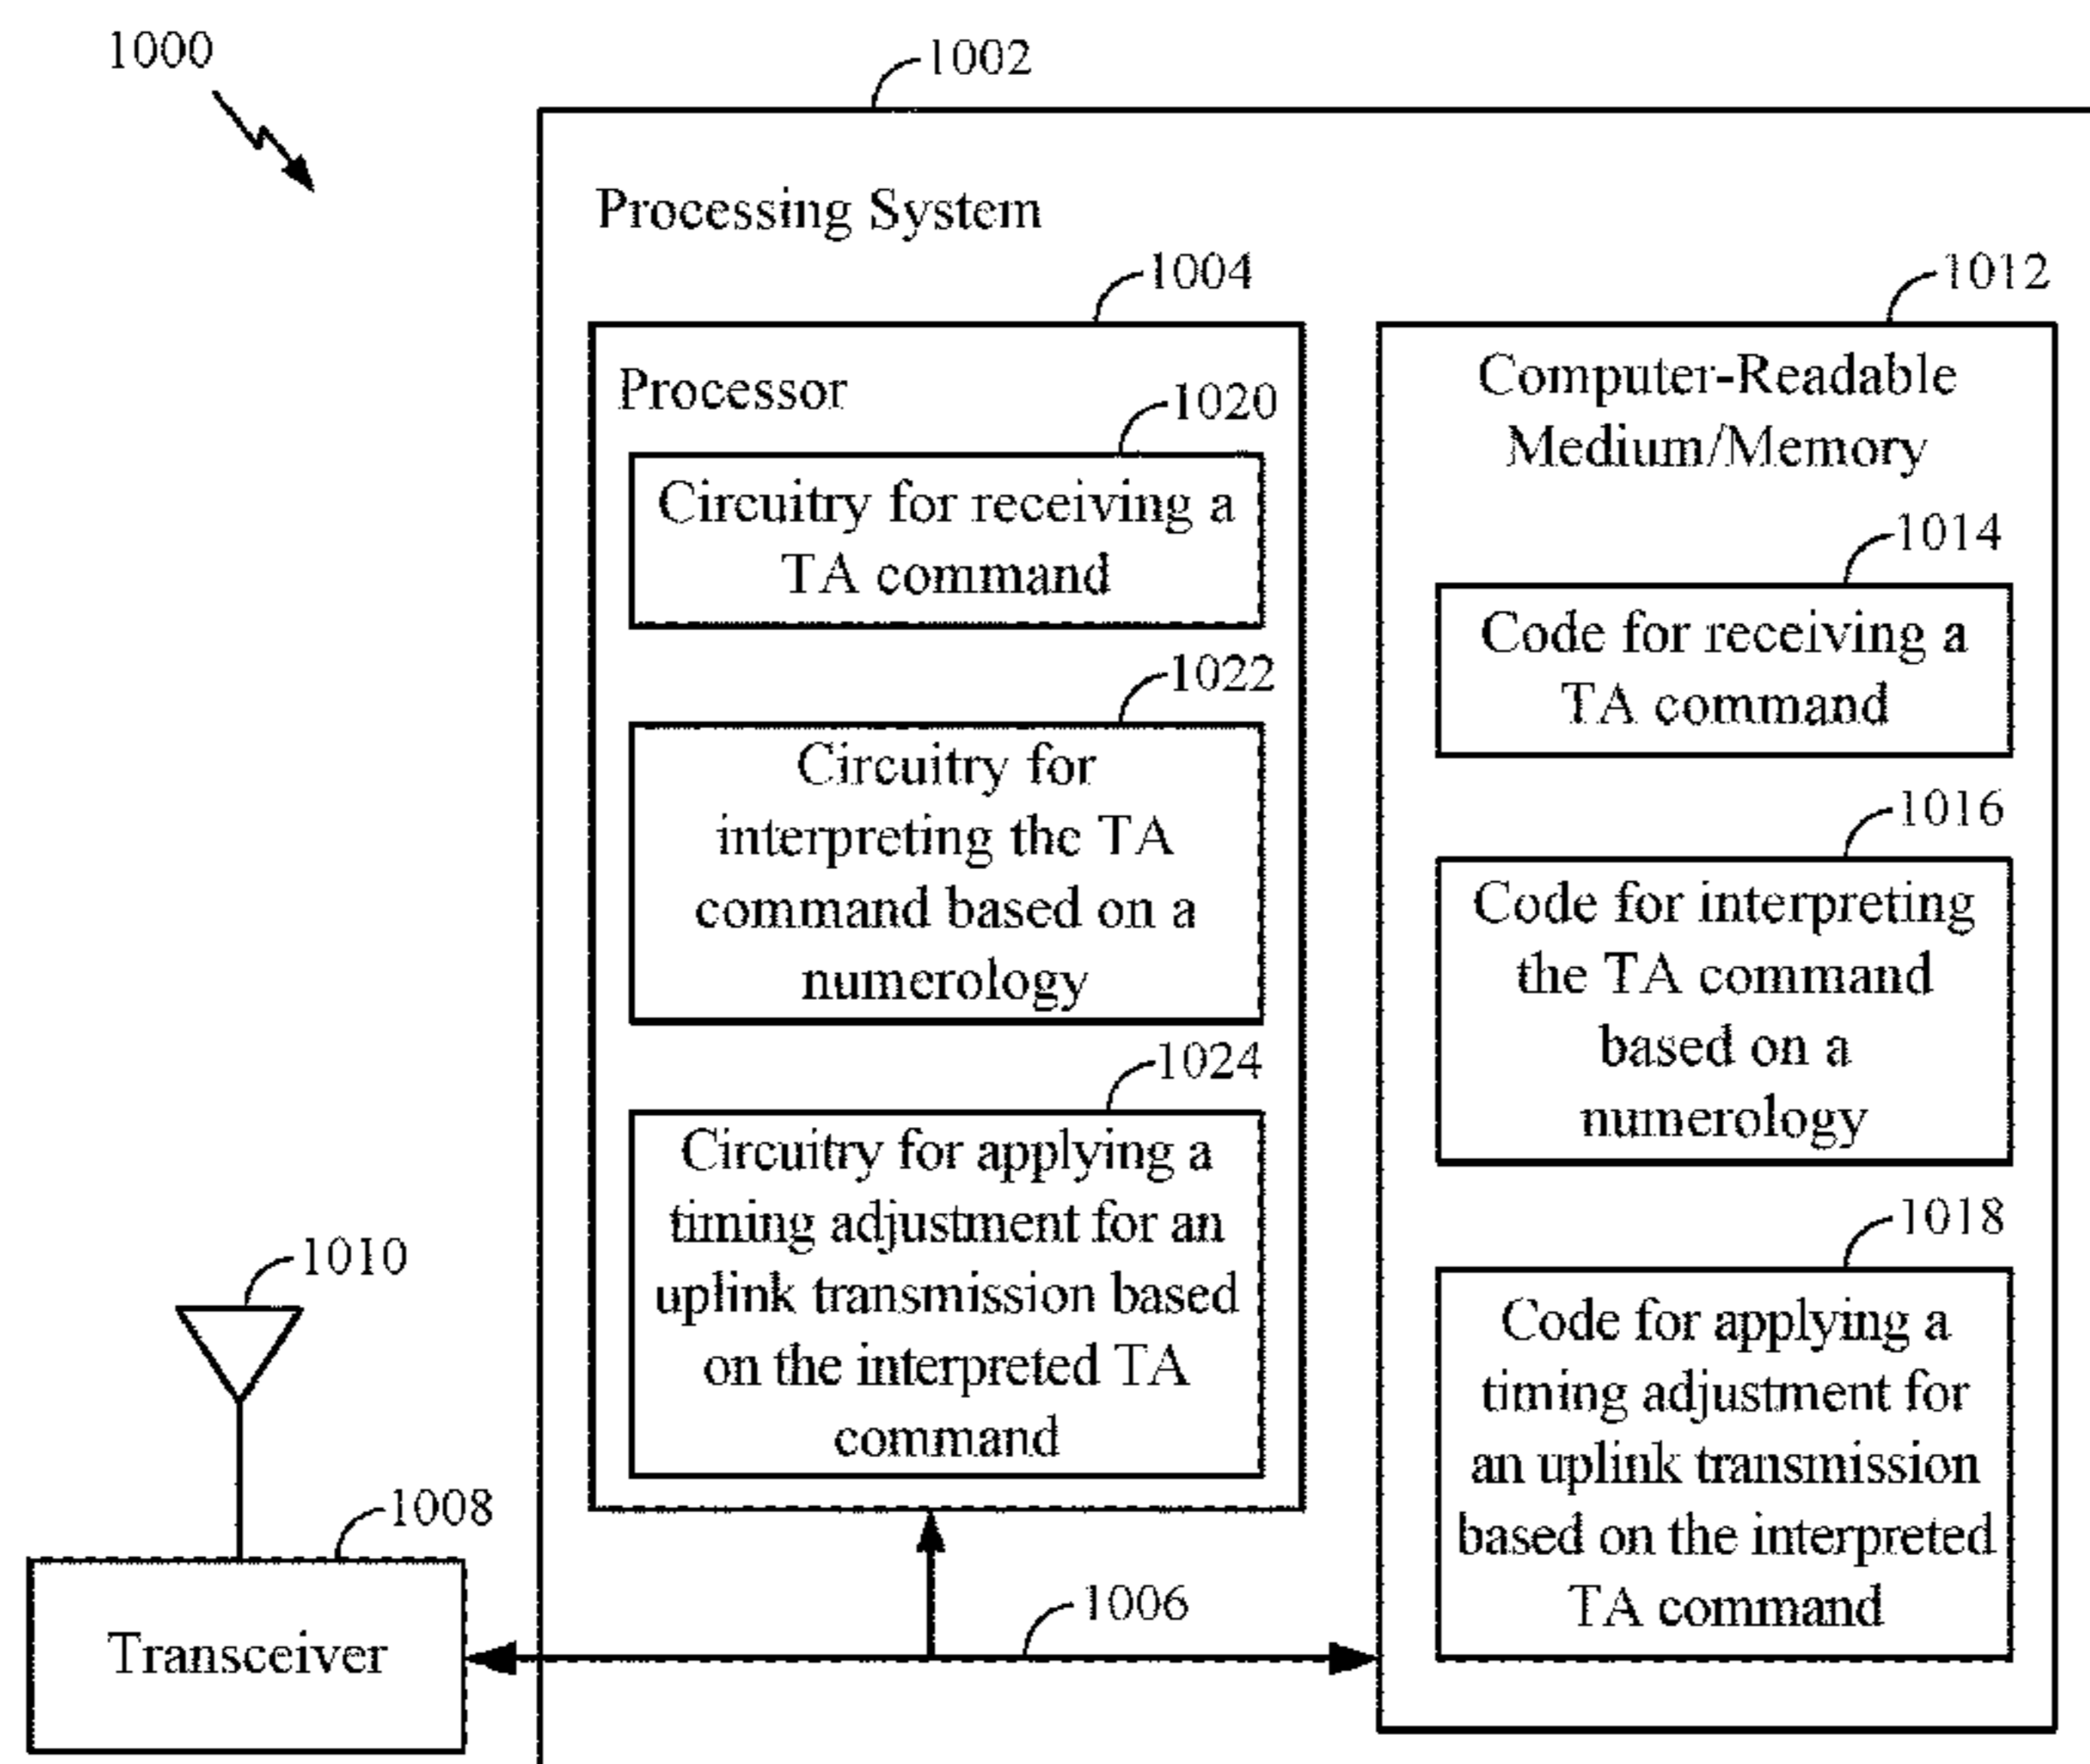 1000
1002
Processing System
1004
Processor
1020
Circuitry for receiving a
TA command
1022
Circuitry for
interpreting the TA
command based on a
numerology
1024
Circuitry for applying a
timing adjustment for an
uplink transmission based
on the interpreted TA
command
1012
Computer-Readable
Medium/Memory
1014
Code for receiving a
TA command
1016
Code for interpreting
the TA command
based on a
numerology
1018
Code for applying a
timing adjustment for
an uplink transmission
based on the interpreted
TA command
1010
1008
Transceiver
1006